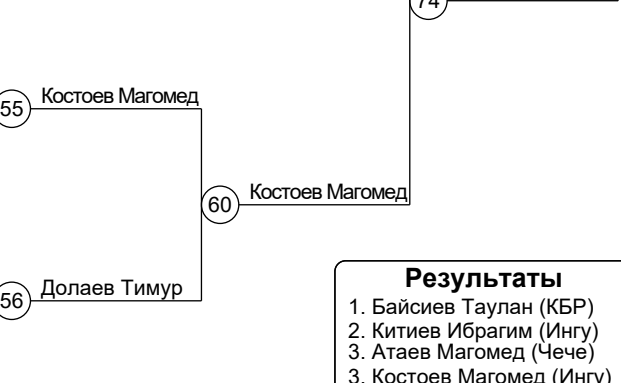 74
Костоев Магомед
55
Костоев Магомед
60
Долаев Тимур
56
Результаты
1. Байсиев Таулан (КБР)
2. Китиев Ибрагим (Ингу)
3. Атаев Магомед (Чече)
3. Костоев Магомед (Ингу)